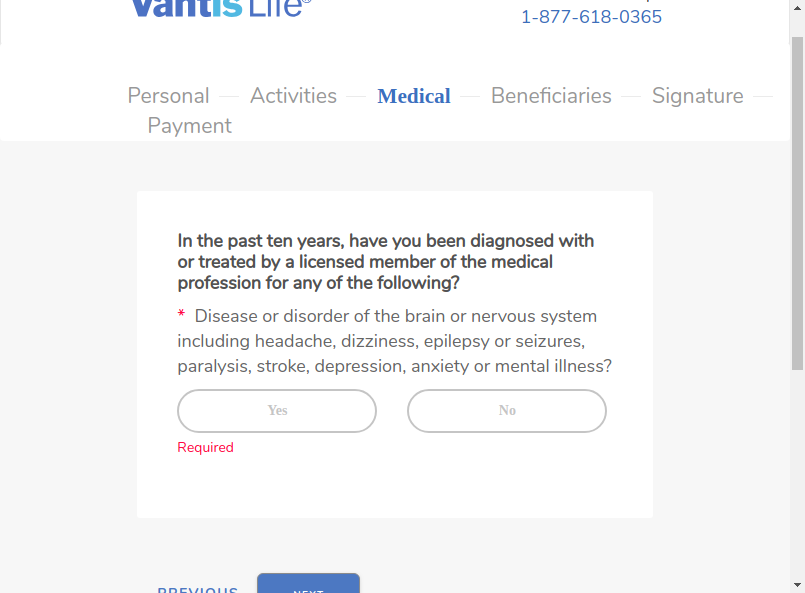 Vantis Life®
1-877-618-0365
Personal
Activities
Medical
Beneficiaries
Signature
Payment
In the past ten years, have you been diagnosed with
or treated by a licensed member of the medical
profession for any of the following?
* Disease or disorder of the brain or nervous system
including headache, dizziness, epilepsy or seizures,
paralysis, stroke, depression, anxiety or mental illness?
Yes
No
Required
PREVIOUS
NEXT